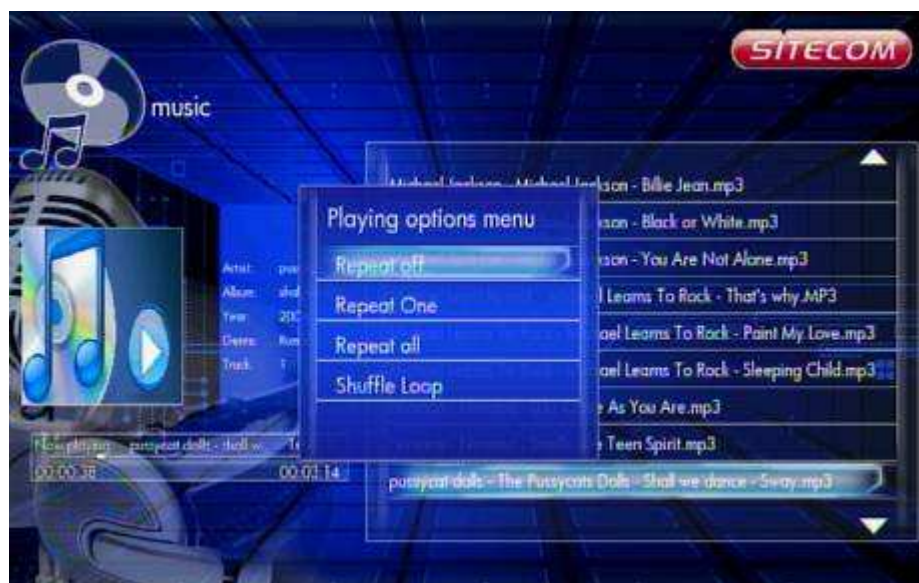 SITECOM
music
Michael Jackson - Michael Jackson - Billie Jean.mp3
kson - Black or White.mp3
kson - You Are Not Alone.mp3
l Learns To Rock - That's why.MP3
ael Learns To Rock - Paint My Love.mp3
ael Learns To Rock - Sleeping Child.mp3
e As You Are.mp3
e Teen Spirit.mp3
pussycat dolls - The Pussycats Dolls - Shall we dance - Sway.mp3
Playing options menu
Repeat off
Repeat One
Repeat all
Shuffle Loop
Artist:
Album:
Year:
Genre:
Track: 1
Now playing : pussycat dolls - shall w
00:00:38 00:03:14